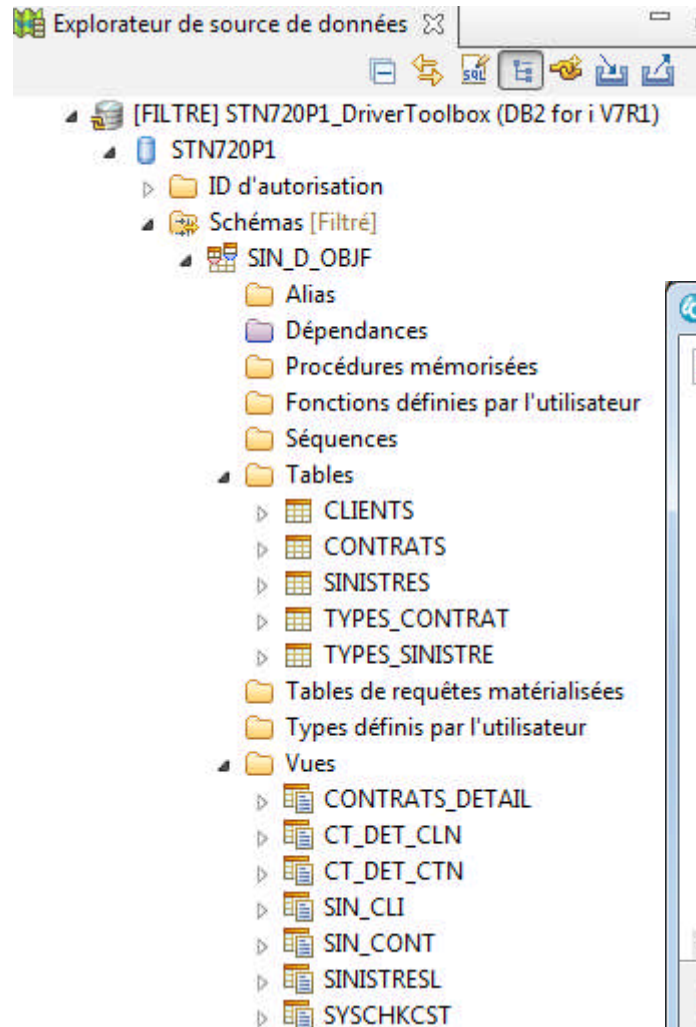 Explorateur de source de données
SQL
[FILTRE] STN720P1_DriverToolbox (DB2 for i V7R1)
STN720P1
ID d'autorisation
Schémas [Filtré]
SIN_D_OBJF
Alias
Dépendances
Procédures mémorisées
Fonctions définies par l'utilisateur
Séquences
Tables
CLIENTS
CONTRATS
SINISTRES
TYPES_CONTRAT
TYPES_SINISTRE
Tables de requêtes matérialisées
Types définis par l'utilisateur
Vues
CONTRATS_DETAIL
CT_DET_CLN
CT_DET_CTN
SIN_CLI
SIN_CONT
SINISTRESL
SYSCHKCST